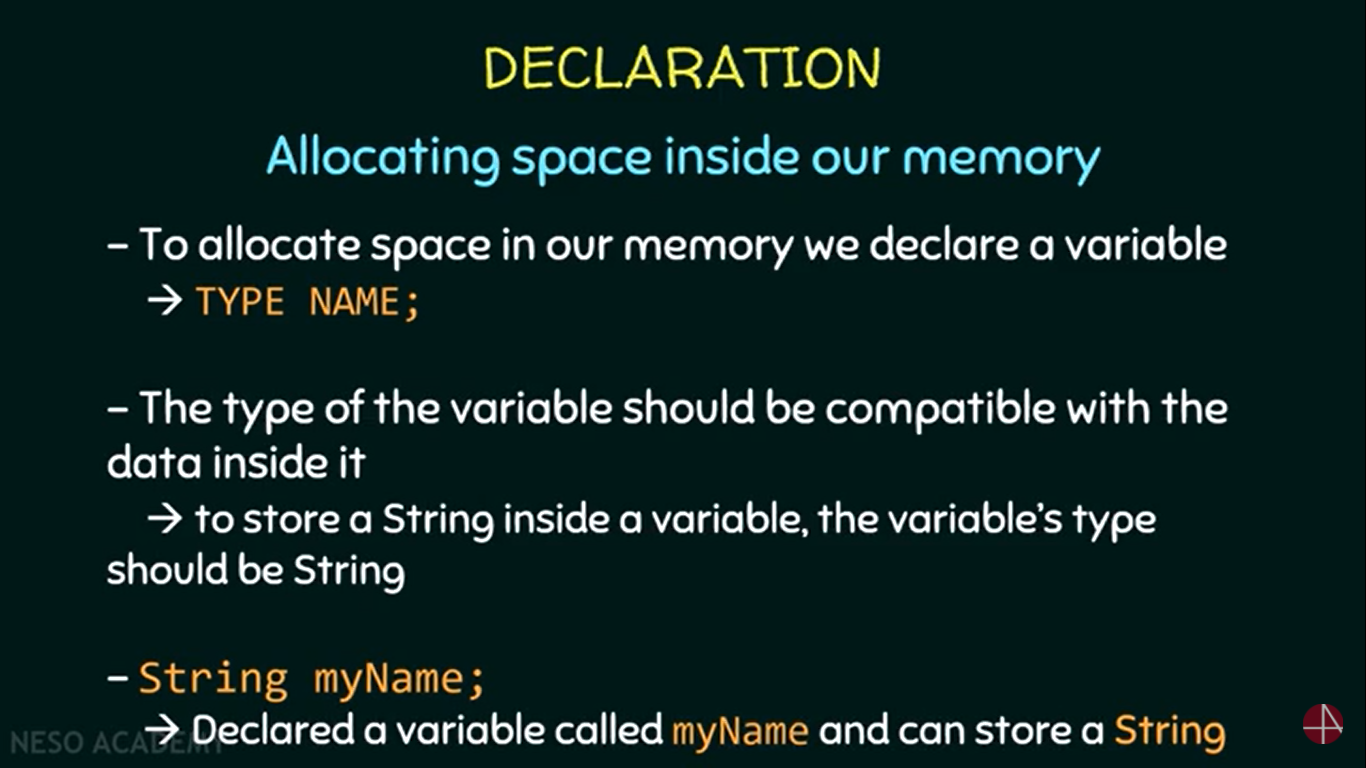 DECLARATION
Allocating space inside our memory
– To allocate space in our memory we declare a variable
→ TYPE NAME;
– The type of the variable should be compatible with the
data inside it
→ to store a String inside a variable, the variable's type
should be String
– String myName;
→ Declared a variable called myName and can store a String
NESO ACADEMY